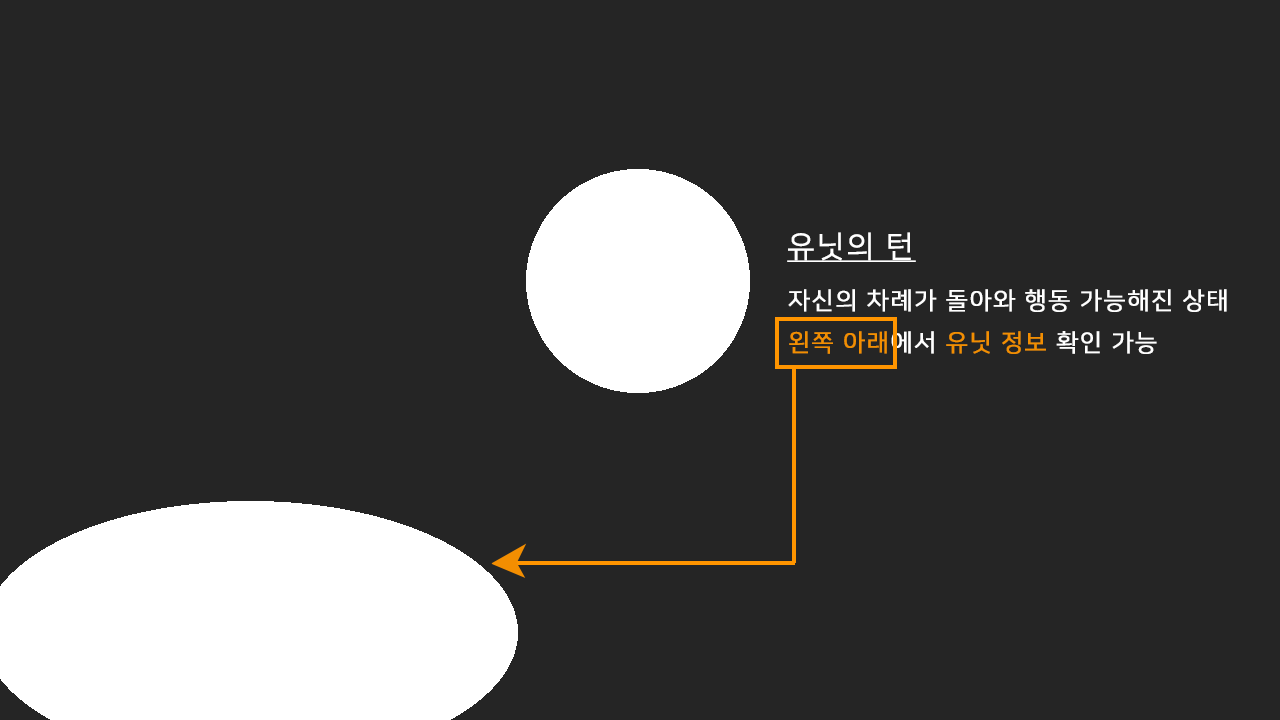 유닛의 턴
자신의 차례가 돌아와 행동 가능해진 상태
왼쪽 아래에서 유닛 정보 확인 가능